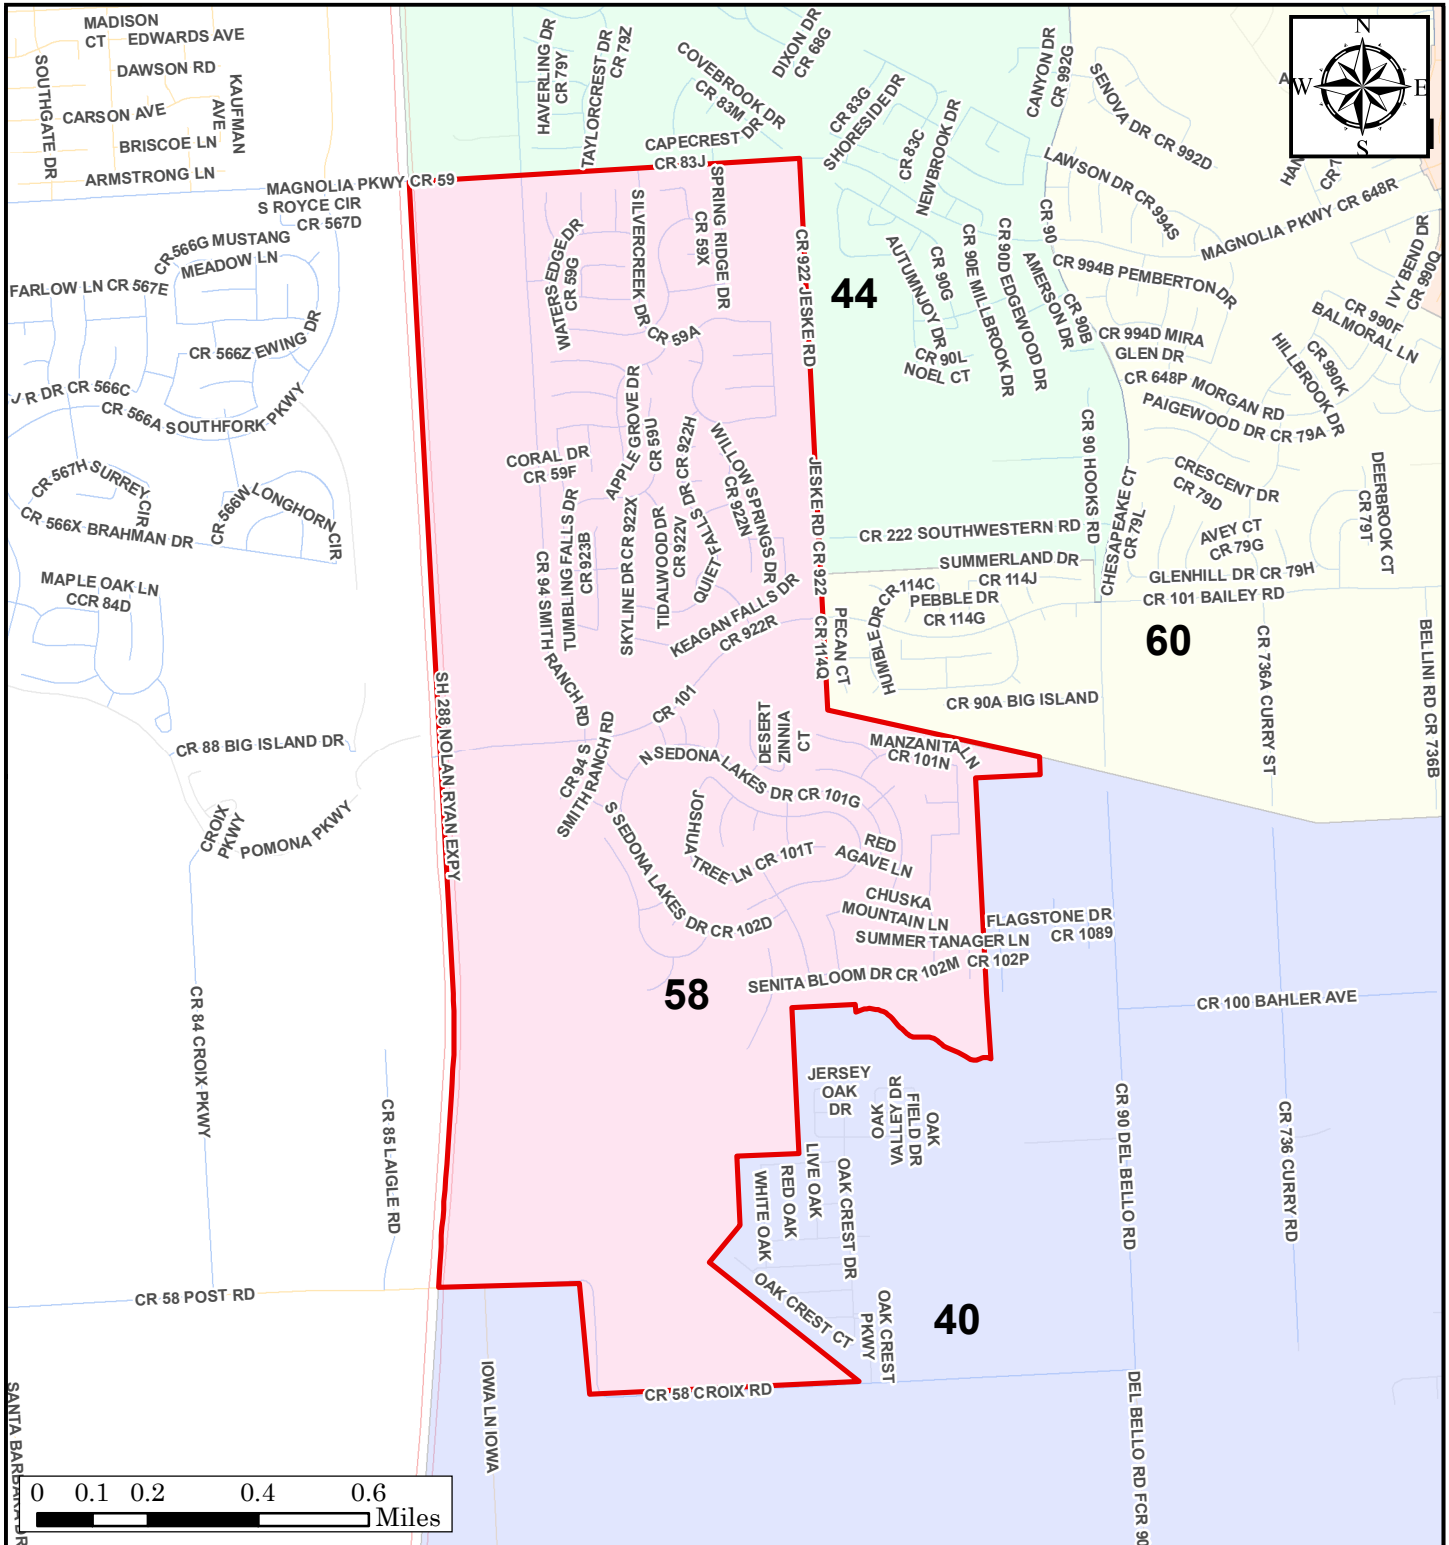 MADISON
CT
EDWARDS AVE
DAWSON RD
SOUTHGATE DR
CARSON AVE
KAUFMAN
AVE
BRISCOE LN
ARMSTRONG LN
MAGNOLIA PKWY CR 59
S ROYCE CIR
CR 567D
CR 566G MUSTANG
MEADOW LN
FARLOW LN CR 567E
CR 566Z EWING DR
R DR CR 566C
CR 566A SOUTHFORK PKWY
CR 567H SURREY CIR
CR 566W LONGHORN CIR
CR 566X BRAHMAN DR
MAPLE OAK LN
CCR 84D
CR 88 BIG ISLAND DR
CROIX
PKWY
POMONA PKWY
CR 84 CROIX PKWY
CR 85 LAIGLE RD
CR 58 POST RD
SANTA BARBARA DR
IOWA LN IOWA
SH 288 NOLAN RYAN EXPY
HAVERLING DR
CR 79Y
TAYLORCREST DR
CR 79Z
COVEBROOK DR
CR 83M
DIXON DR
CR 68G
CAPECREST DR
CR 83J
CR 83G
SHORESIDE DR
CR 83C
NEWBROOK DR
CANYON DR
CR 992G
SENOVA DR CR 992D
LAWSON DR CR 994S
MAGNOLIA PKWY CR 648R
IVY BEND DR
CR 990Q
CR 90
CR 994B PEMBERTON DR
CR 990F
BALMORAL LN
CR 990K
HILLBROOK DR
CR 994D MIRA
GLEN DR
CR 648P MORGAN RD
PAIGEWOOD DR CR 79A
CRESCENT DR
CR 79D
DEERBROOK CT
CR 79T
AVEY CT
CR 79G
CHESAPEAKE CT
CR 79L
GLENHILL DR CR 79H
CR 101 BAILEY RD
CR 736A CURRY ST
BELLINI RD CR 736B
WATERS EDGE DR
CR 59G
SILVERCREEK DR CR 59A
SPRING RIDGE DR
CR 59X
CR 922 JESKE RD
44
AUTUMNJOY DR
CR 90G
CR 90E MILLBROOK DR
CR 90D EDGEWOOD DR
AMERSON DR
CR 90B
CR 90L
NOEL CT
CR 90 HOOKS RD
CR 222 SOUTHWESTERN RD
SUMMERLAND DR
CR 114J
HUMBLE DR CR 114C
PEBBLE DR
CR 114G
PECAN CT
CR 114Q
60
CR 90A BIG ISLAND
JESKE RD CR 922
CORAL DR
CR 59F
APPLE GROVE DR
CR 59U
TUMBLING FALLS DR
CR 923B
SKYLINE DR CR 922X
TIDALWOOD DR
CR 922V
QUIET FALLS DR CR 922H
WILLOW SPRINGS DR
CR 922N
KEAGAN FALLS DR
CR 922R
CR 94 SMITH RANCH RD
CR 101
CR 94 S
SMITH RANCH RD
N SEDONA LAKES DR CR 101G
DESERT
ZINNIA
CT
MANZANITA LN
CR 101N
JOSHUA
TREE LN CR 101T
S SEDONA LAKES DR CR 102D
RED
AGAVE LN
CHUSKA
MOUNTAIN LN
SUMMER TANAGER LN
CR 102P
FLAGSTONE DR
CR 1089
SENITA BLOOM DR CR 102M
58
CR 100 BAHLER AVE
JERSEY
OAK
DR
OAK
VALLEY DR
OAK
FIELD DR
WHITE OAK
RED OAK
LIVE OAK
OAK CREST DR
OAK CREST CT
OAK CREST
PKWY
40
CR 58 CROIX RD
CR 90 DEL BELLO RD
CR 736 CURRY RD
DEL BELLO RD FCR 90
N
W
E
S
0 0.1 0.2 0.4 0.6
Miles